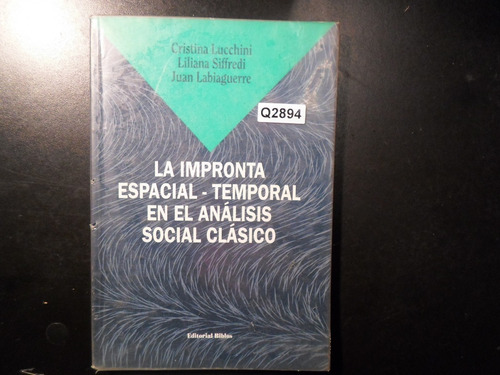 Cristina Lucchini
Liliana Siffredi
Juan Labiaguerre
Q2894
LA IMPRONTA
ESPACIAL - TEMPORAL
EN EL ANÁLISIS
SOCIAL CLÁSICO
Editorial Biblos